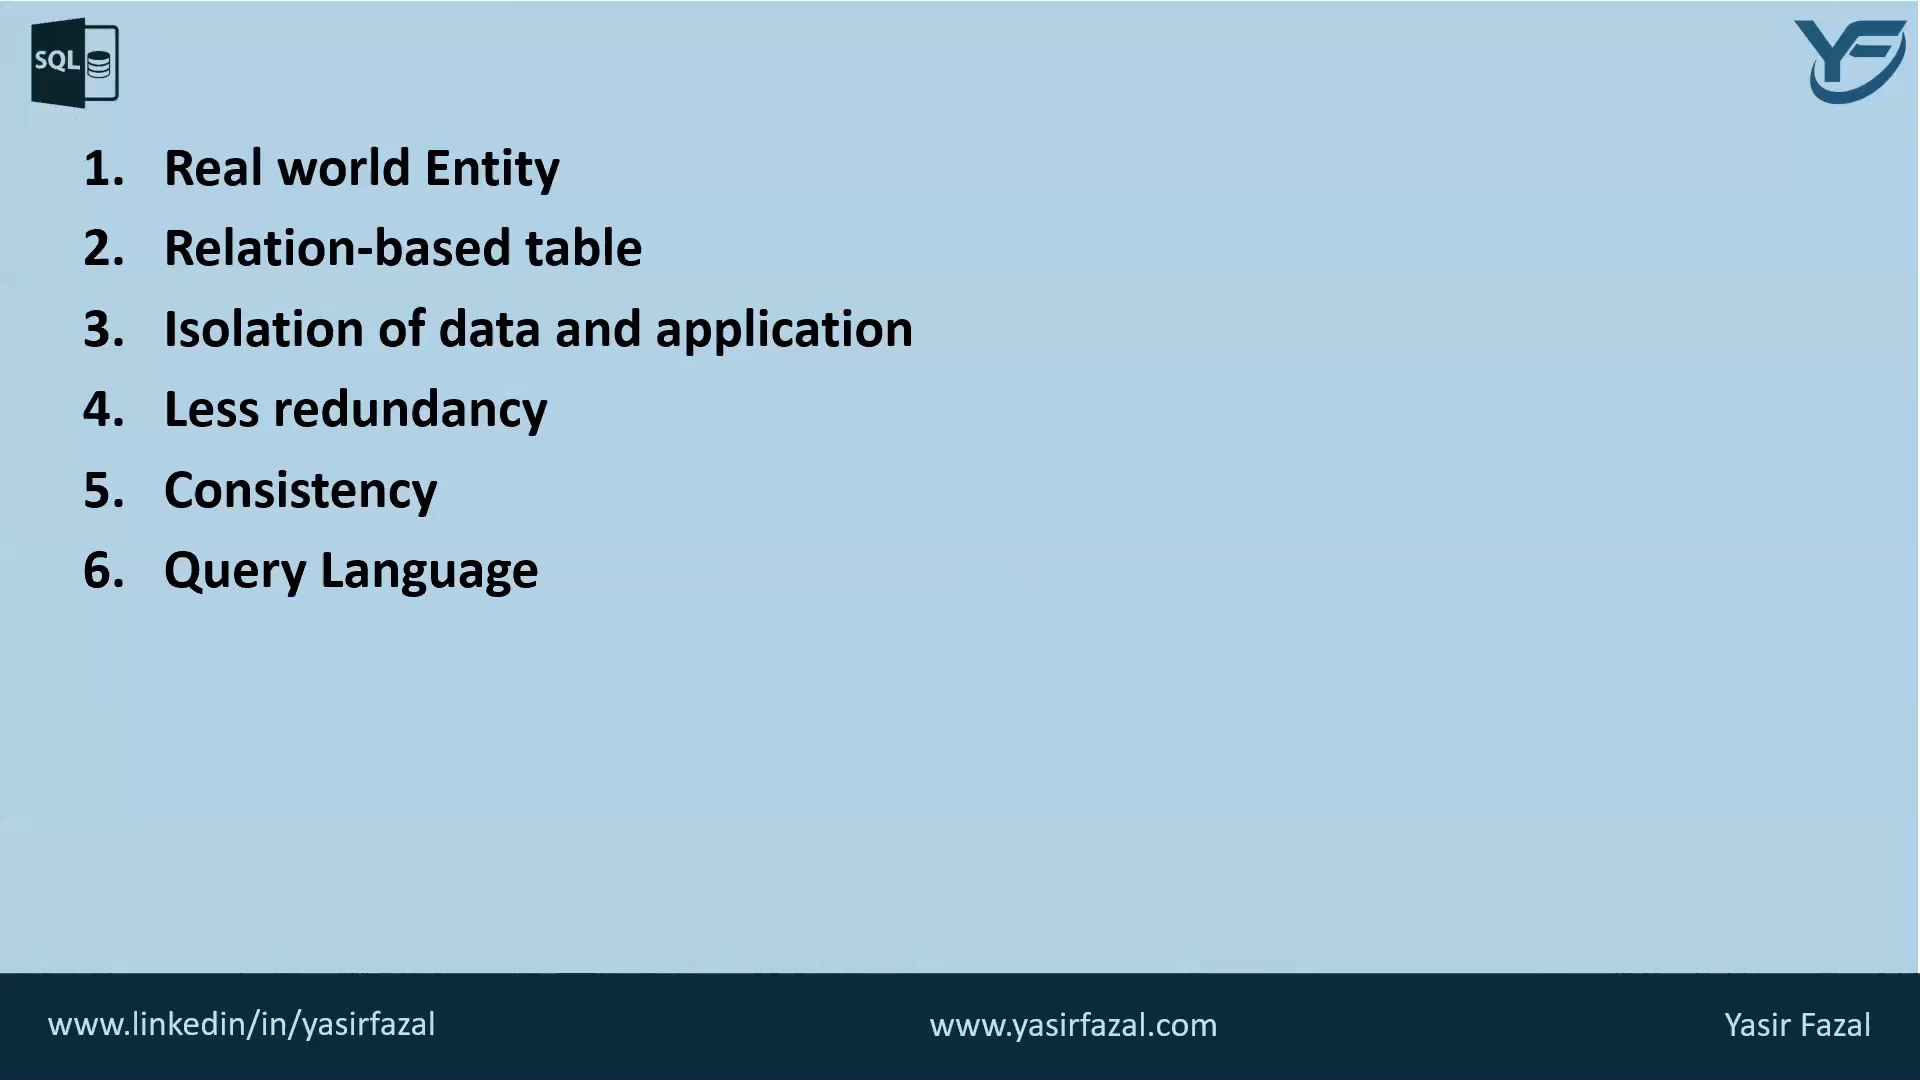 SQL
YF
1. Real world Entity
2. Relation-based table
3. Isolation of data and application
4. Less redundancy
5. Consistency
6. Query Language
www.linkedin/in/yasirfazal
www.yasirfazal.com
Yasir Fazal